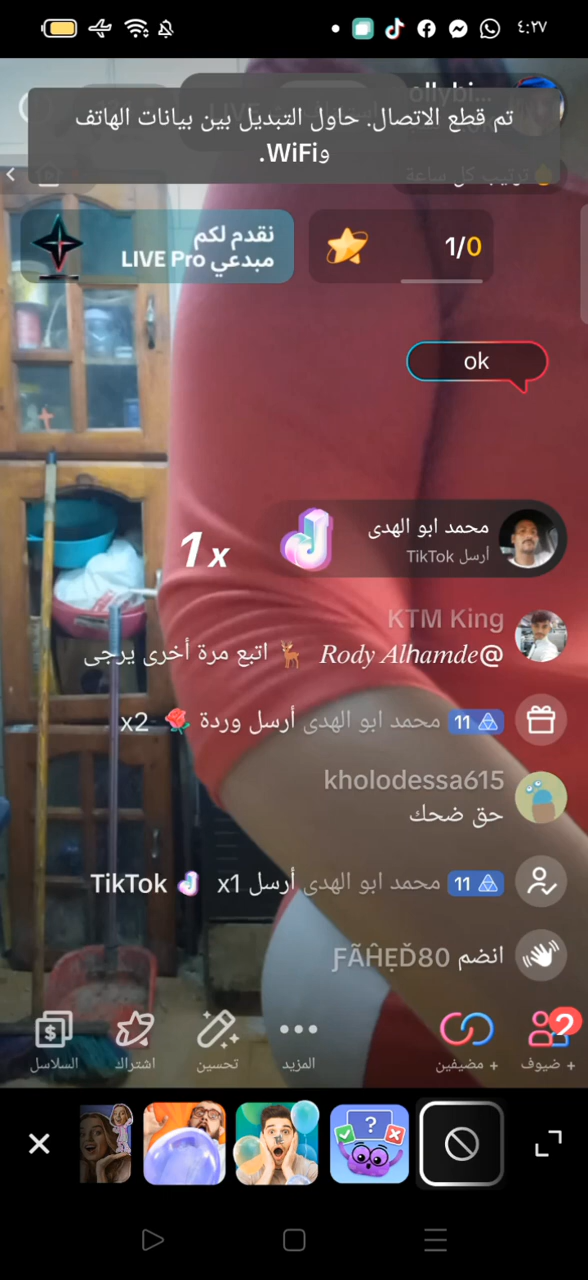 ٤:٢٧
ollybi...
تم قطع الاتصال. حاول التبديل بين بيانات الهاتف
وWiFi.
ترتيب كل ساعة
1/0
نقدم لكم
مبدعي LIVE Pro
ok
محمد ابو الهدى
أرسل TikTok
1x
KTM King
@Rody Alhamde 🦌 اتبع مرة أخرى يرجى
11 محمد ابو الهدى أرسل وردة 🌹 x2
kholodessa615
حق ضحك
11 محمد ابو الهدى أرسل x1 TikTok
ƑÃĤẸĎ80 انضم
+ ضيوف
+ مضيفين
المزيد
تحسين
اشتراك
السلاسل